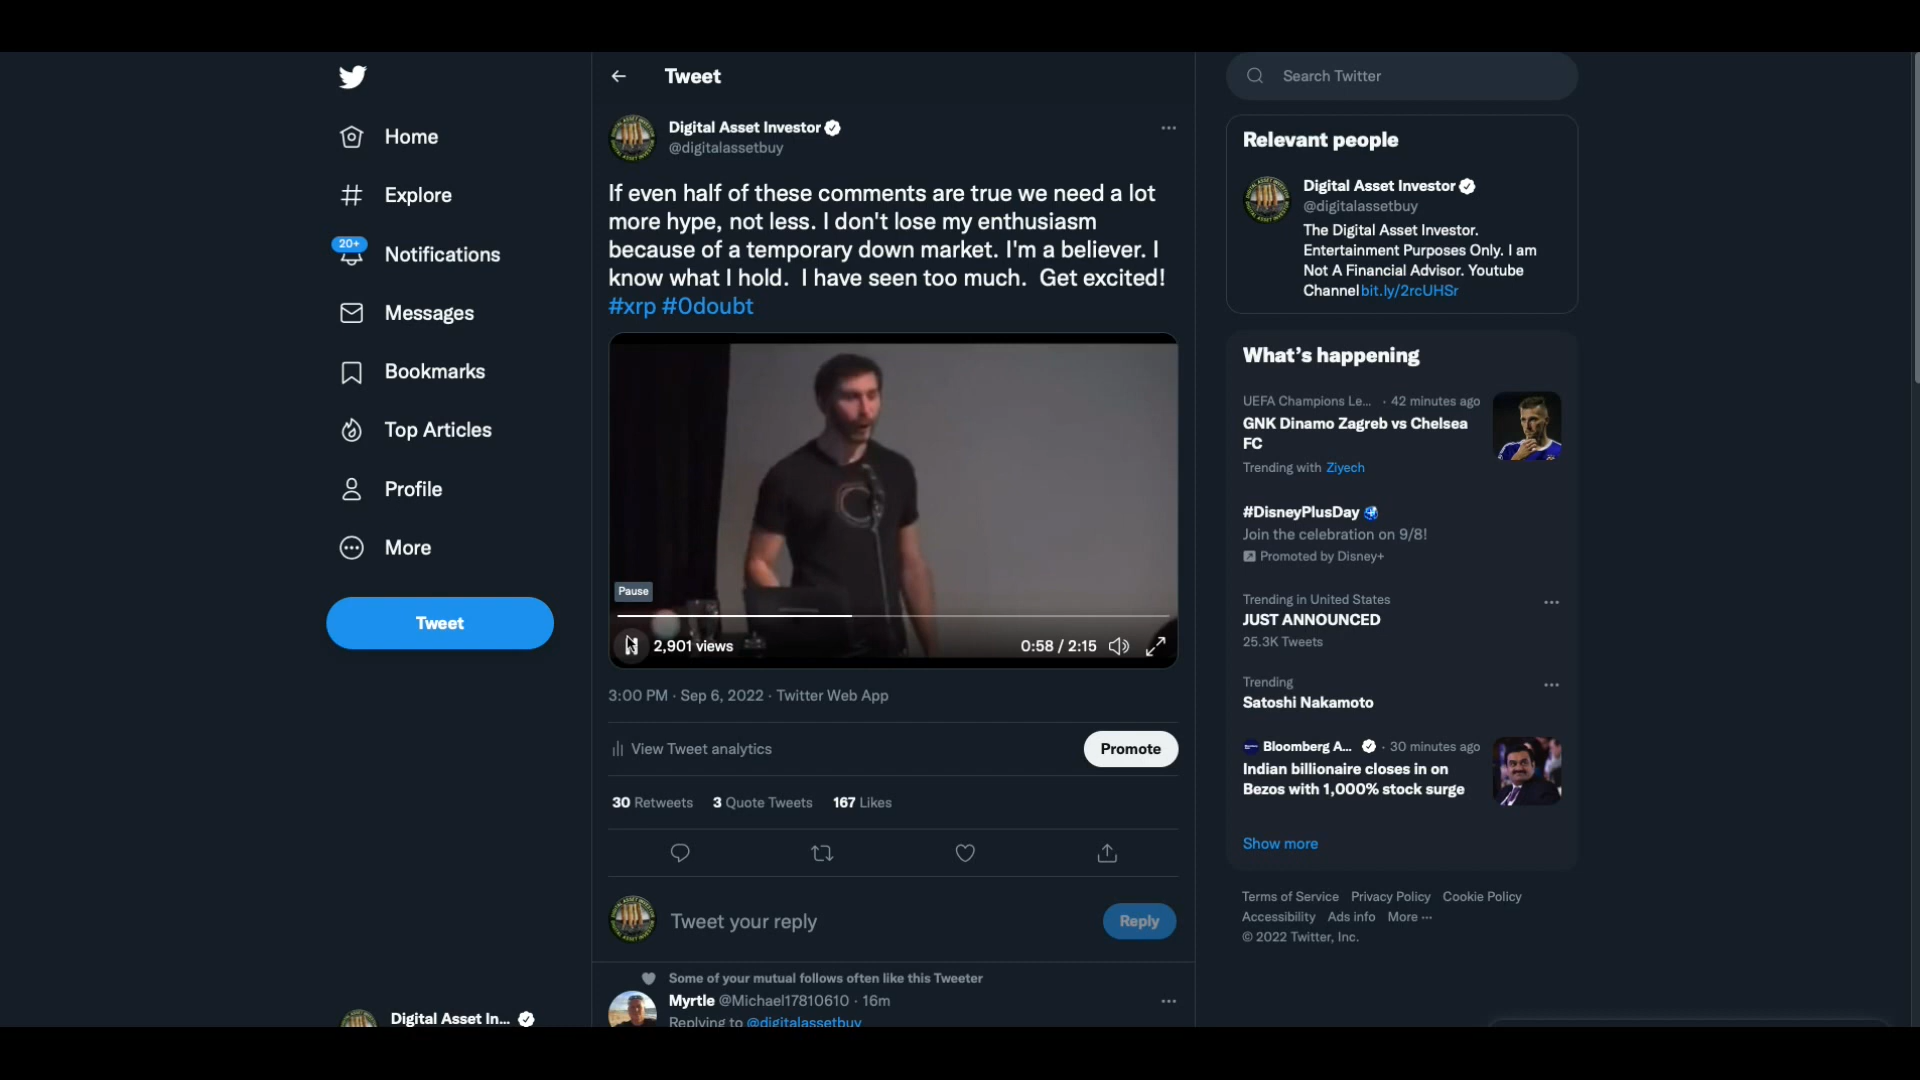 Home
Explore
20+
Notifications
Messages
Bookmarks
Top Articles
Profile
More
Tweet
Digital Asset In...
Tweet
Digital Asset Investor
@digitalassetbuy
If even half of these comments are true we need a lot
more hype, not less. I don't lose my enthusiasm
because of a temporary down market. I'm a believer. I
know what I hold.  I have seen too much.  Get excited!
#xrp #0doubt
Pause
2,901 views
0:58 / 2:15
3:00 PM · Sep 6, 2022 · Twitter Web App
View Tweet analytics
Promote
30 Retweets 3 Quote Tweets 167 Likes
Tweet your reply
Reply
Some of your mutual follows often like this Tweeter
Myrtle @Michael17810610 · 16m
Replying to @digitalassetbuy
Search Twitter
Relevant people
Digital Asset Investor
@digitalassetbuy
The Digital Asset Investor.
Entertainment Purposes Only. I am
Not A Financial Advisor. Youtube
Channel bit.ly/2rcUHSr
What's happening
UEFA Champions Le... · 42 minutes ago
GNK Dinamo Zagreb vs Chelsea
FC
Trending with Ziyech
#DisneyPlusDay
Join the celebration on 9/8!
Promoted by Disney+
Trending in United States
JUST ANNOUNCED
25.3K Tweets
Trending
Satoshi Nakamoto
Bloomberg A... · 30 minutes ago
Indian billionaire closes in on
Bezos with 1,000% stock surge
Show more
Terms of Service Privacy Policy Cookie Policy
Accessibility Ads info More ...
© 2022 Twitter, Inc.